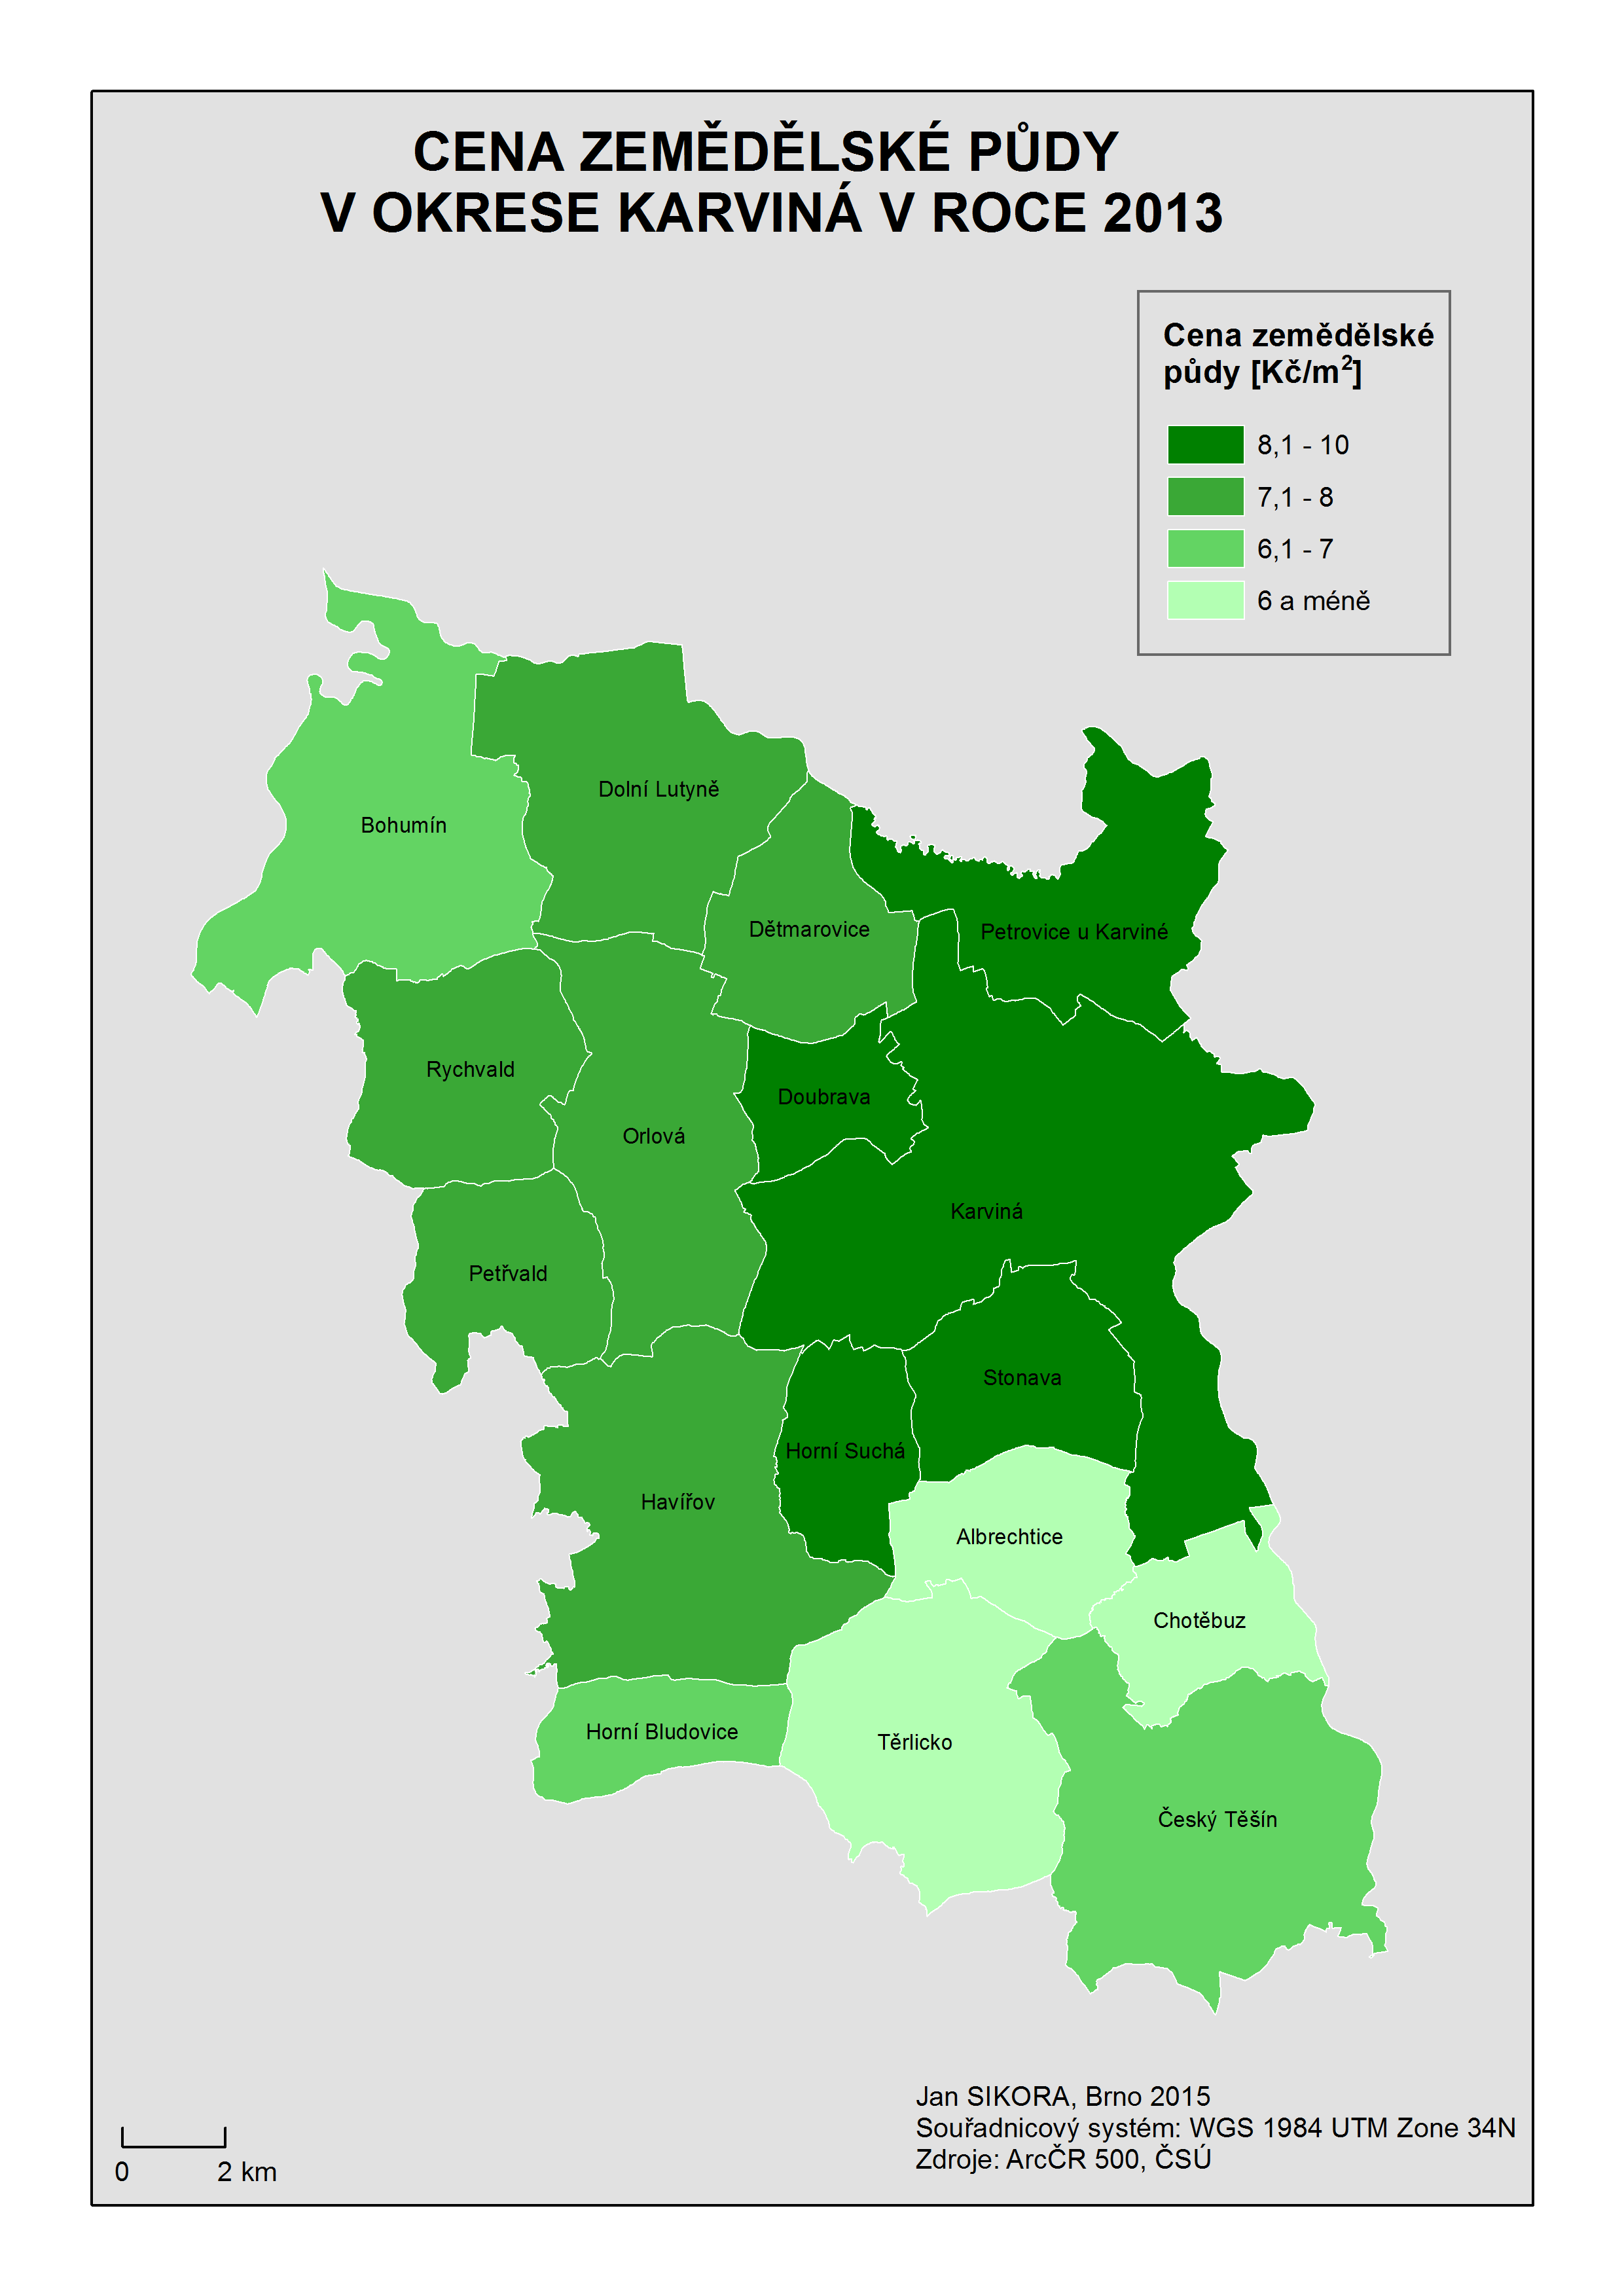 CENA ZEMĚDĚLSKÉ PŮDY
V OKRESE KARVINÁ V ROCE 2013
Cena zemědělské
půdy [Kč/m²]
8,1 - 10
7,1 - 8
6,1 - 7
6 a méně
Dolní Lutyně
Bohumín
Dětmarovice
Petrovice u Karviné
Rychvald
Doubrava
Orlová
Karviná
Petřvald
Stonava
Horní Suchá
Havířov
Albrechtice
Chotěbuz
Horní Bludovice
Těrlicko
Český Těšín
Jan SIKORA, Brno 2015
Souřadnicový systém: WGS 1984 UTM Zone 34N
Zdroje: ArcČR 500, ČSÚ
0 2 km